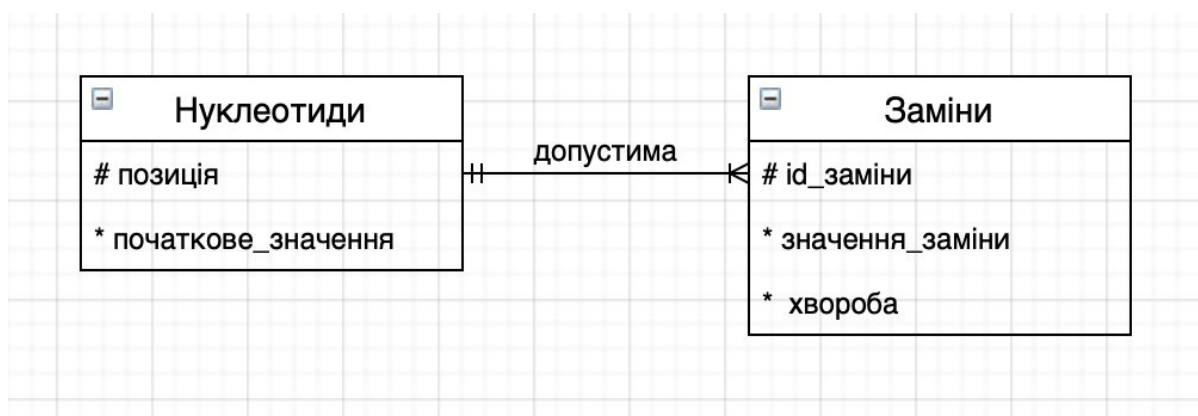 Нуклеотиди
# позиція
* початкове_значення
допустима
Заміни
# id_заміни
* значення_заміни
* хвороба